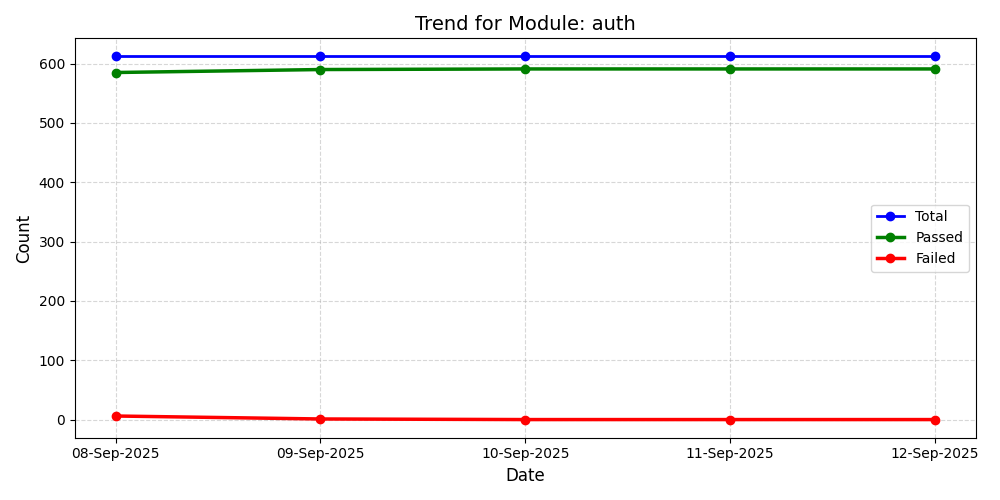 Trend for Module: auth
Count
600
500
400
300
200
100
0
Total
Passed
Failed
08-Sep-2025 09-Sep-2025 10-Sep-2025 11-Sep-2025 12-Sep-2025
Date